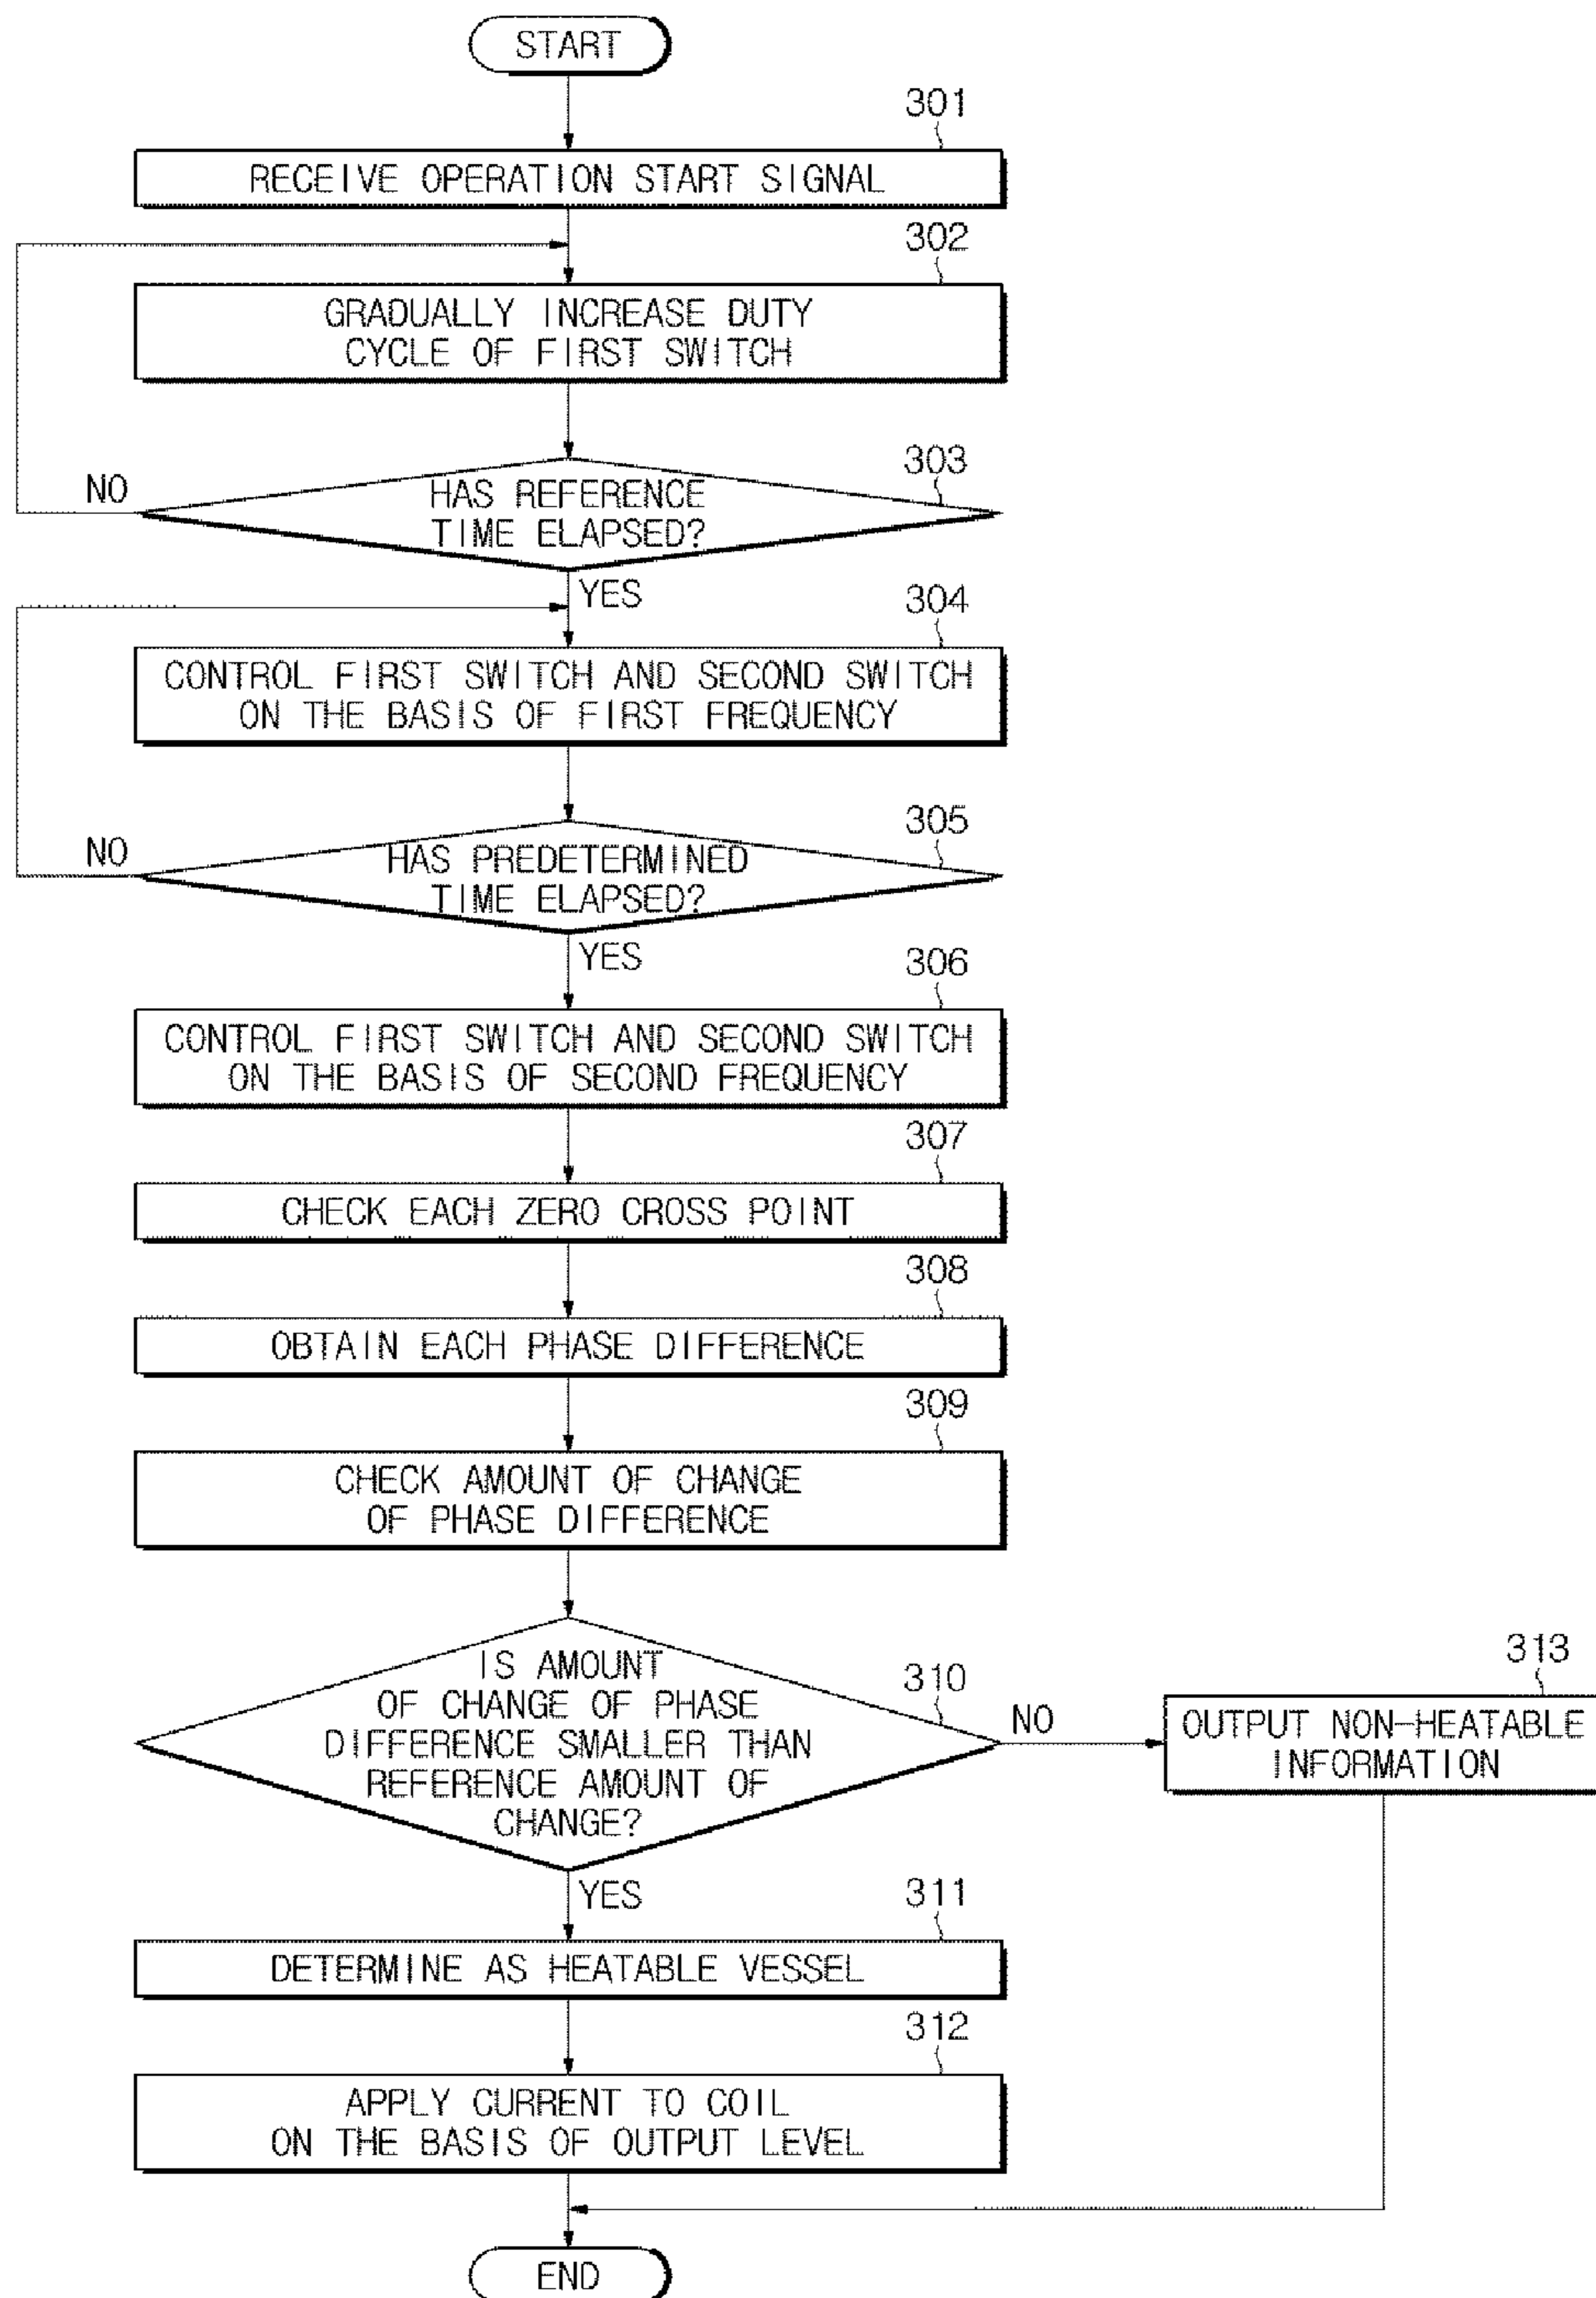 START
301
RECEIVE OPERATION START SIGNAL
302
GRADUALLY INCREASE DUTY
CYCLE OF FIRST SWITCH
303
HAS REFERENCE
TIME ELAPSED?
NO
YES
304
CONTROL FIRST SWITCH AND SECOND SWITCH
ON THE BASIS OF FIRST FREQUENCY
305
HAS PREDETERMINED
TIME ELAPSED?
NO
YES
306
CONTROL FIRST SWITCH AND SECOND SWITCH
ON THE BASIS OF SECOND FREQUENCY
307
CHECK EACH ZERO CROSS POINT
308
OBTAIN EACH PHASE DIFFERENCE
309
CHECK AMOUNT OF CHANGE
OF PHASE DIFFERENCE
310
IS AMOUNT
OF CHANGE OF PHASE
DIFFERENCE SMALLER THAN
REFERENCE AMOUNT OF
CHANGE?
NO
313
OUTPUT NON-HEATABLE
INFORMATION
YES
311
DETERMINE AS HEATABLE VESSEL
312
APPLY CURRENT TO COIL
ON THE BASIS OF OUTPUT LEVEL
END